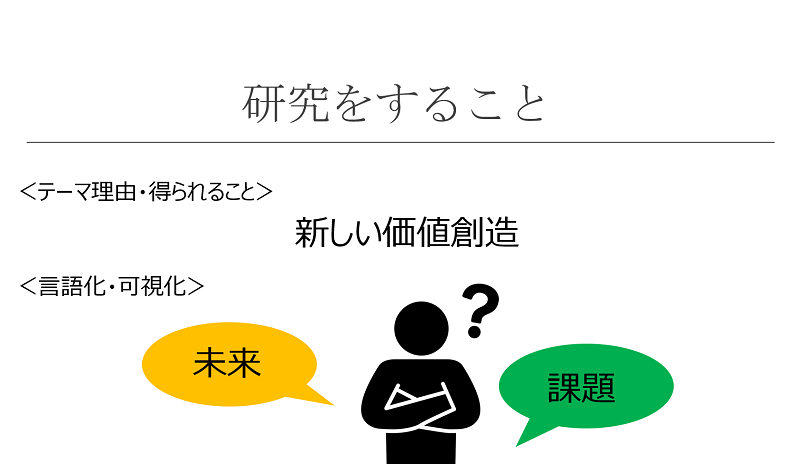 研究をすること
＜テーマ理由・得られること＞
新しい価値創造
＜言語化・可視化＞
?
未来
課題